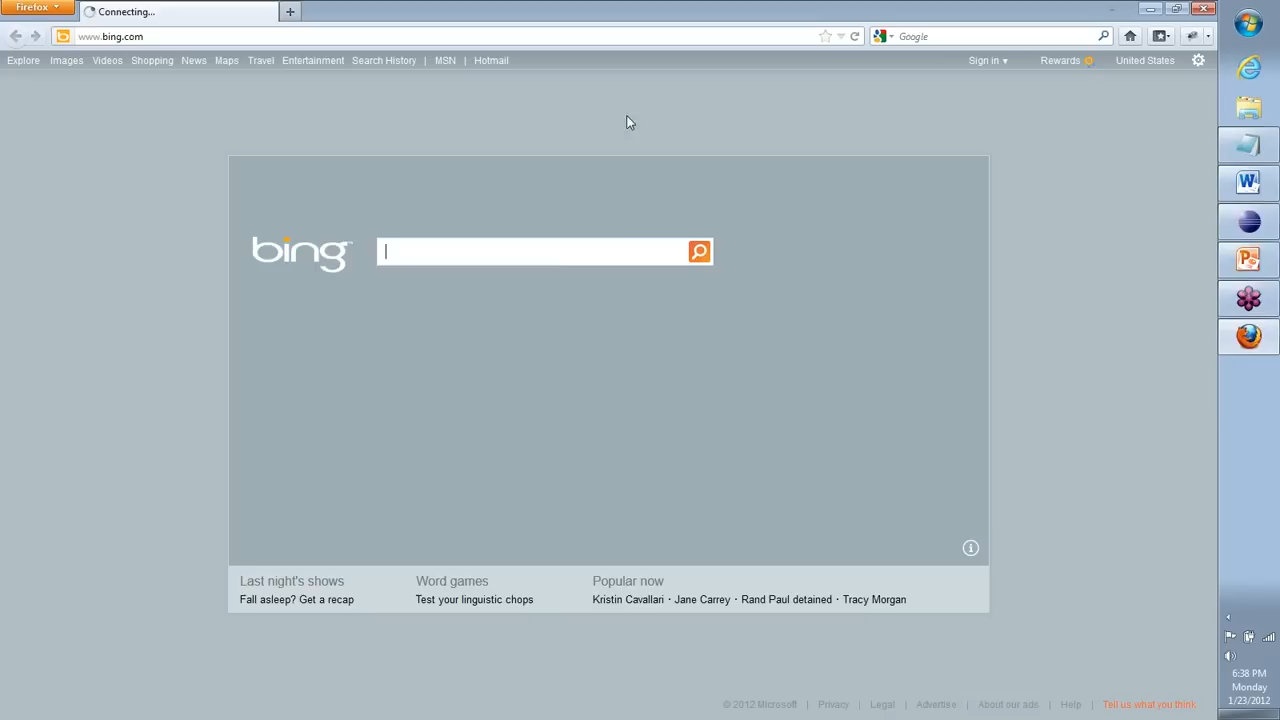 Firefox
Connecting...
www.bing.com
Google
Explore Images Videos Shopping News Maps Travel Entertainment Search History | MSN | Hotmail
Sign in Rewards United States
bing
Last night's shows
Fall asleep? Get a recap
Word games
Test your linguistic chops
Popular now
Kristin Cavallari · Jane Carrey · Rand Paul detained · Tracy Morgan
© 2012 Microsoft | Privacy | Legal | Advertise | About our ads | Help | Tell us what you think
6:38 PM
Monday
1/23/2012